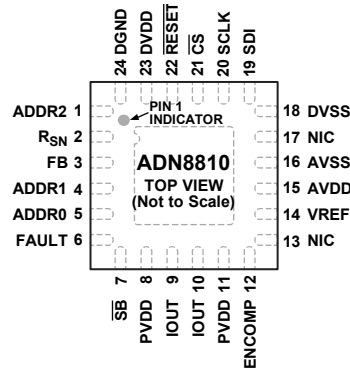 24 DGND
23 DVDD
22 RESET
21 CS
20 SCLK
19 SDI
ADDR2 1
RSN 2
FB 3
ADDR1 4
ADDR0 5
FAULT 6
PIN 1
INDICATOR
ADN8810
TOP VIEW
(Not to Scale)
18 DVSS
17 NIC
16 AVSS
15 AVDD
14 VREF
13 NIC
SB 7
PVDD 8
IOUT 9
IOUT 10
PVDD 11
ENCOMP 12